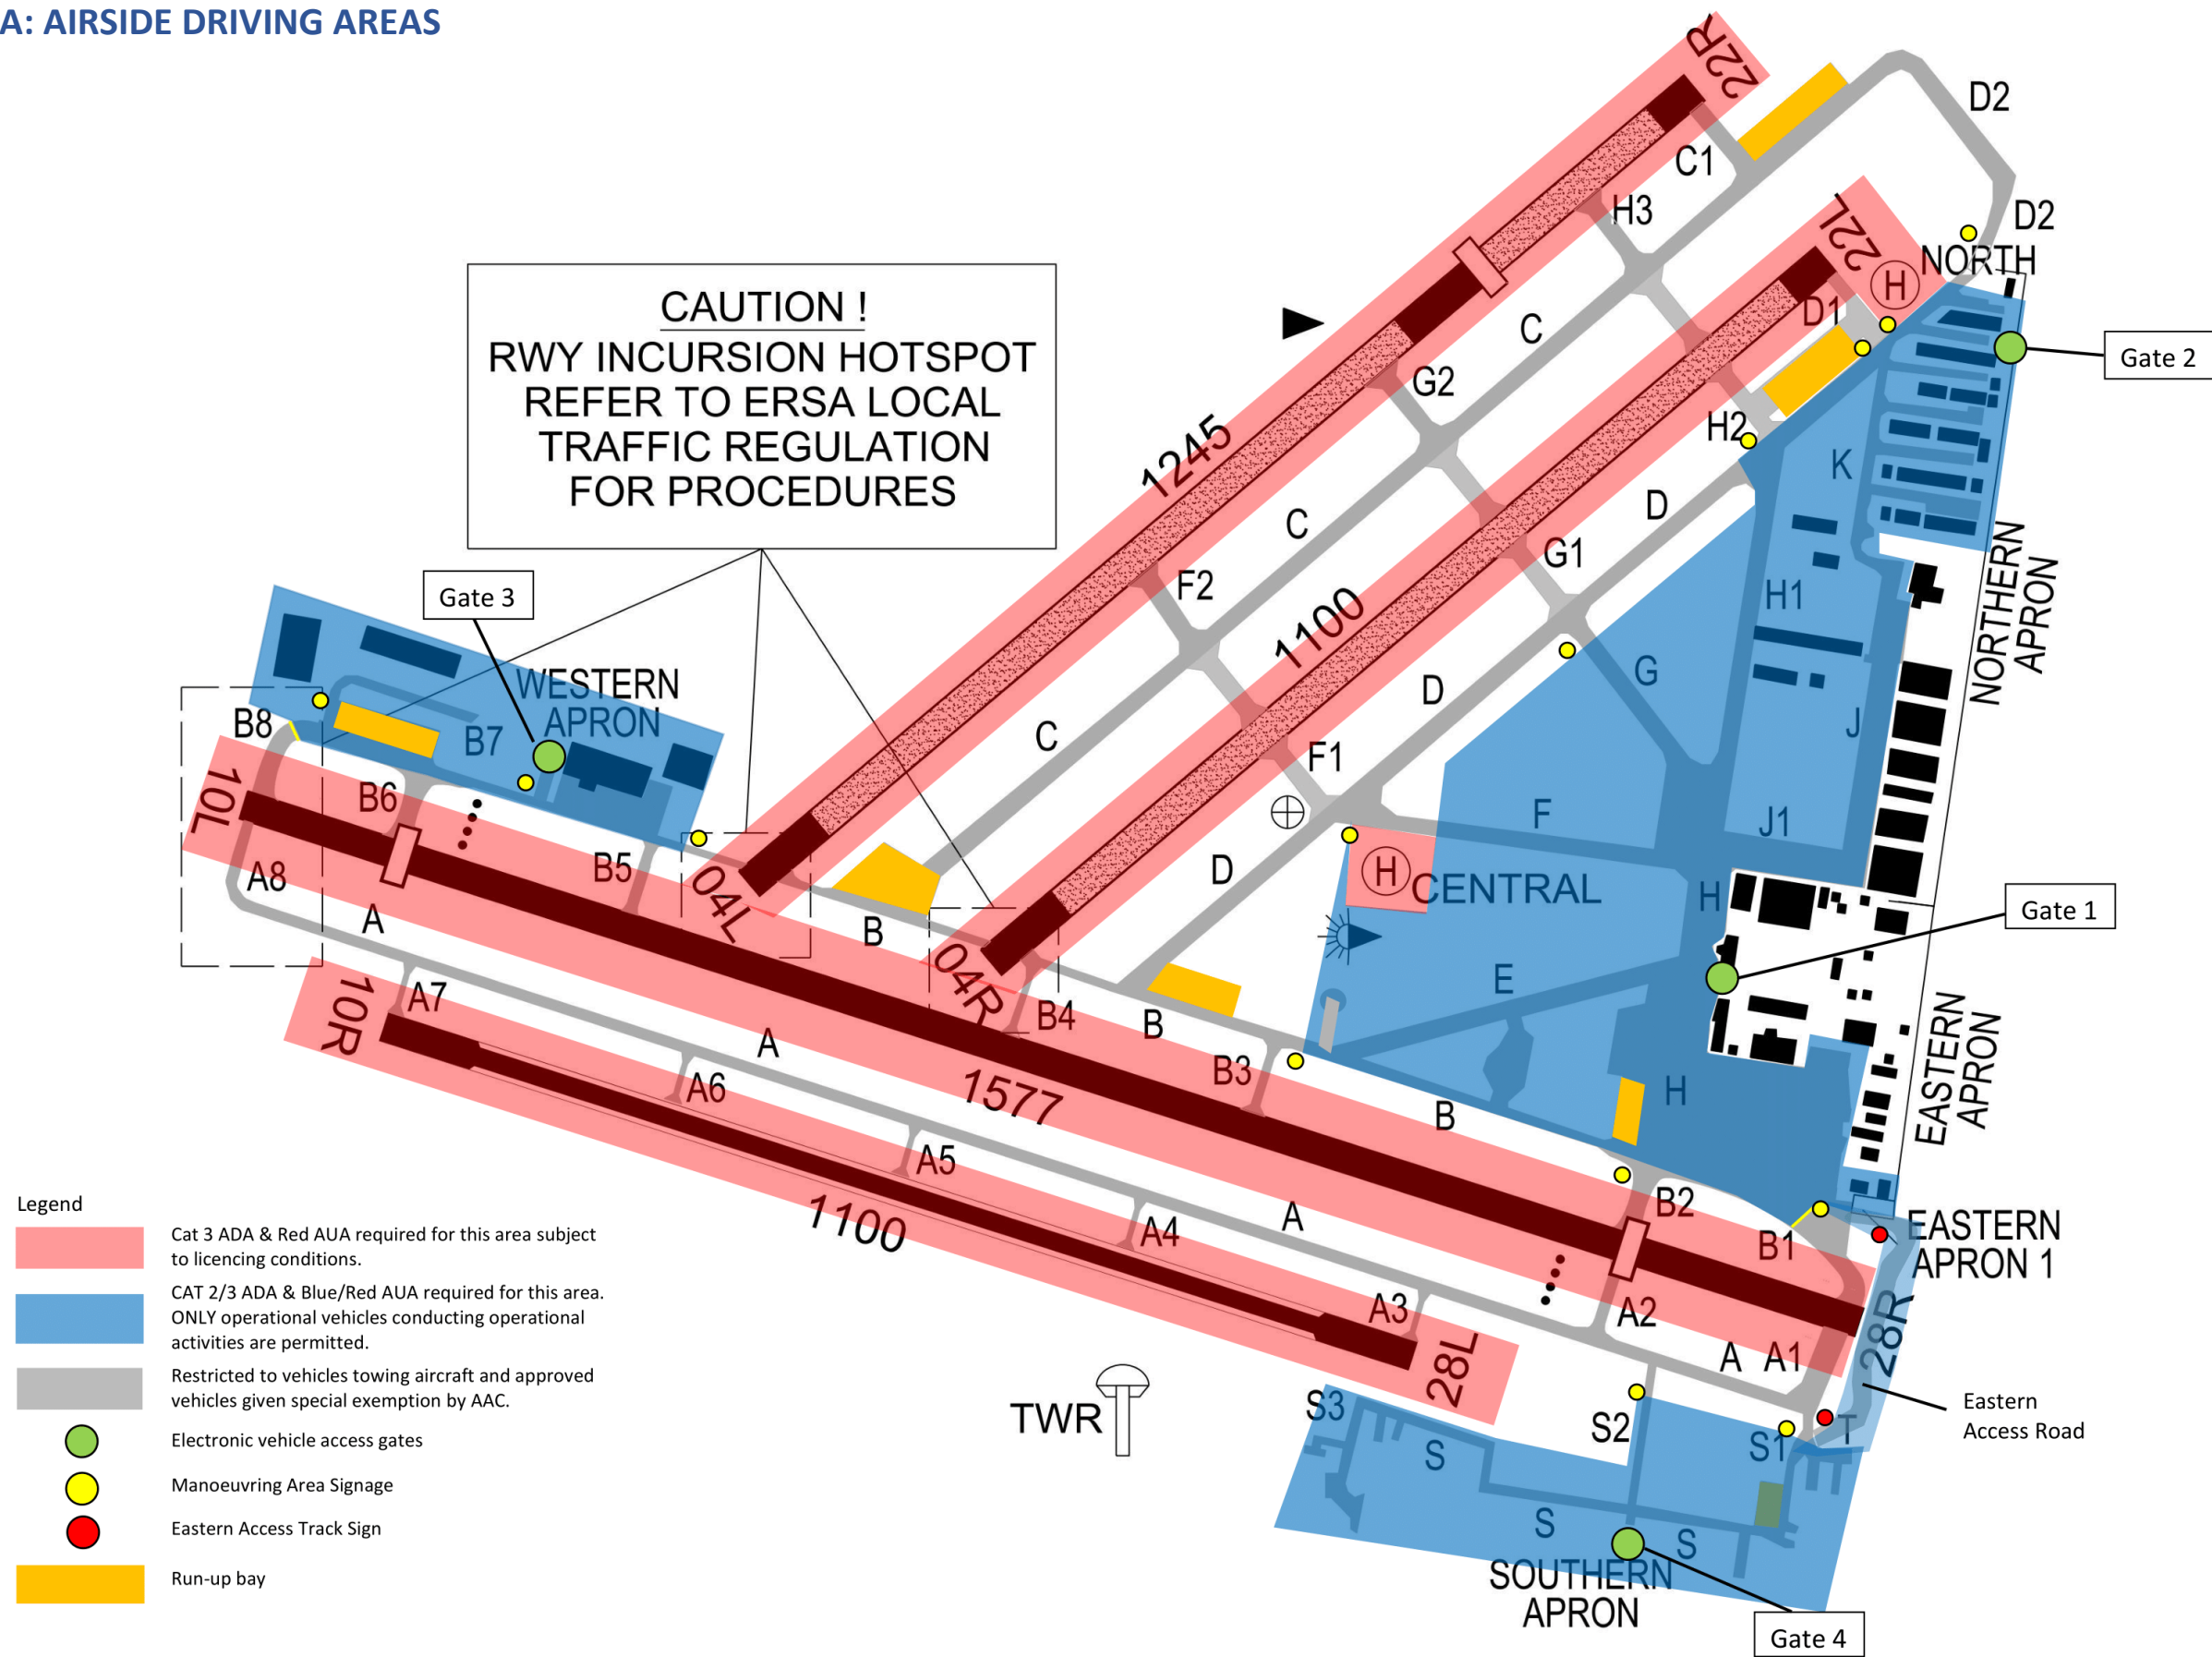 A: AIRSIDE DRIVING AREAS
22R
D2
C1
H3
D2
22L
NORTH
H
D1
CAUTION !
RWY INCURSION HOTSPOT
REFER TO ERSA LOCAL
TRAFFIC REGULATION
FOR PROCEDURES
C
Gate 2
G2
H2
1245
K
D
C
G1
NORTHERN
APRON
Gate 3
F2
H1
1100
WESTERN
APRON
G
D
B8
B7
C
J
F1
10L
B6
F
J1
B5
D
H
CENTRAL
A8
04L
H
Gate 1
A
B
04R
E
10R
A7
B4
B
EASTERN
APRON
A
B3
A6
1577
H
B
A5
B2
Legend
1100
A4
A
B1
EASTERN
APRON 1
Cat 3 ADA & Red AUA required for this area subject
to licencing conditions.
CAT 2/3 ADA & Blue/Red AUA required for this area.
ONLY operational vehicles conducting operational
activities are permitted.
A3
A2
28R
28L
A
A1
Restricted to vehicles towing aircraft and approved
vehicles given special exemption by AAC.
TWR
S3
S2
S
S1
T
Eastern
Access Road
Electronic vehicle access gates
Manoeuvring Area Signage
Eastern Access Track Sign
S
S
Run-up bay
SOUTHERN
APRON
Gate 4